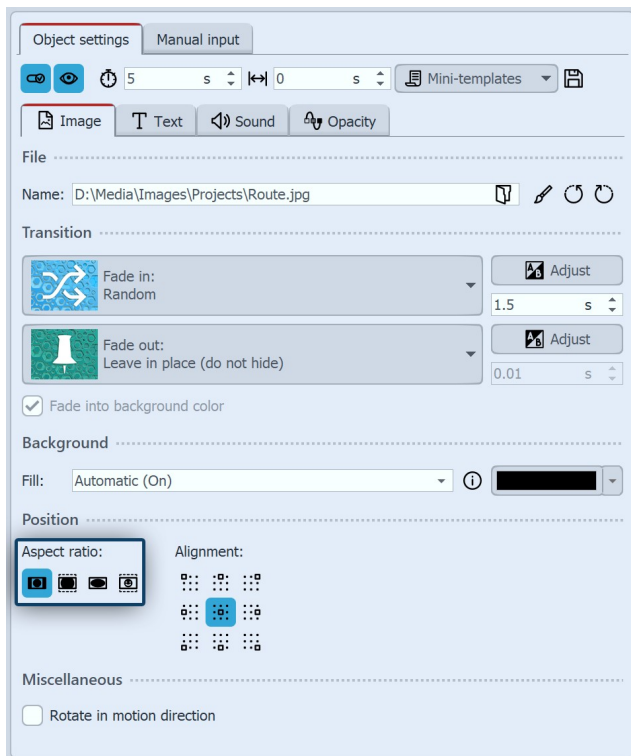 Object settings Manual input
5 s 0 s Mini-templates
Image Text Sound Opacity
File
Name: D:\Media\Images\Projects\Route.jpg
Transition
Fade in:
Random
Adjust
1.5 s
Fade out:
Leave in place (do not hide)
Adjust
0.01 s
Fade into background color
Background
Fill: Automatic (On)
Position
Aspect ratio: Alignment:
Miscellaneous
Rotate in motion direction